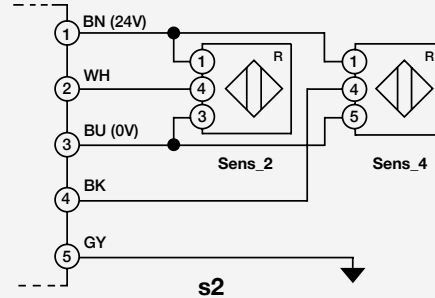 1 BN (24V)
1 R 1 R
2 WH 4 4
3 BU (0V) 3 5
Sens_2 Sens_4
4 BK
5 GY
s2